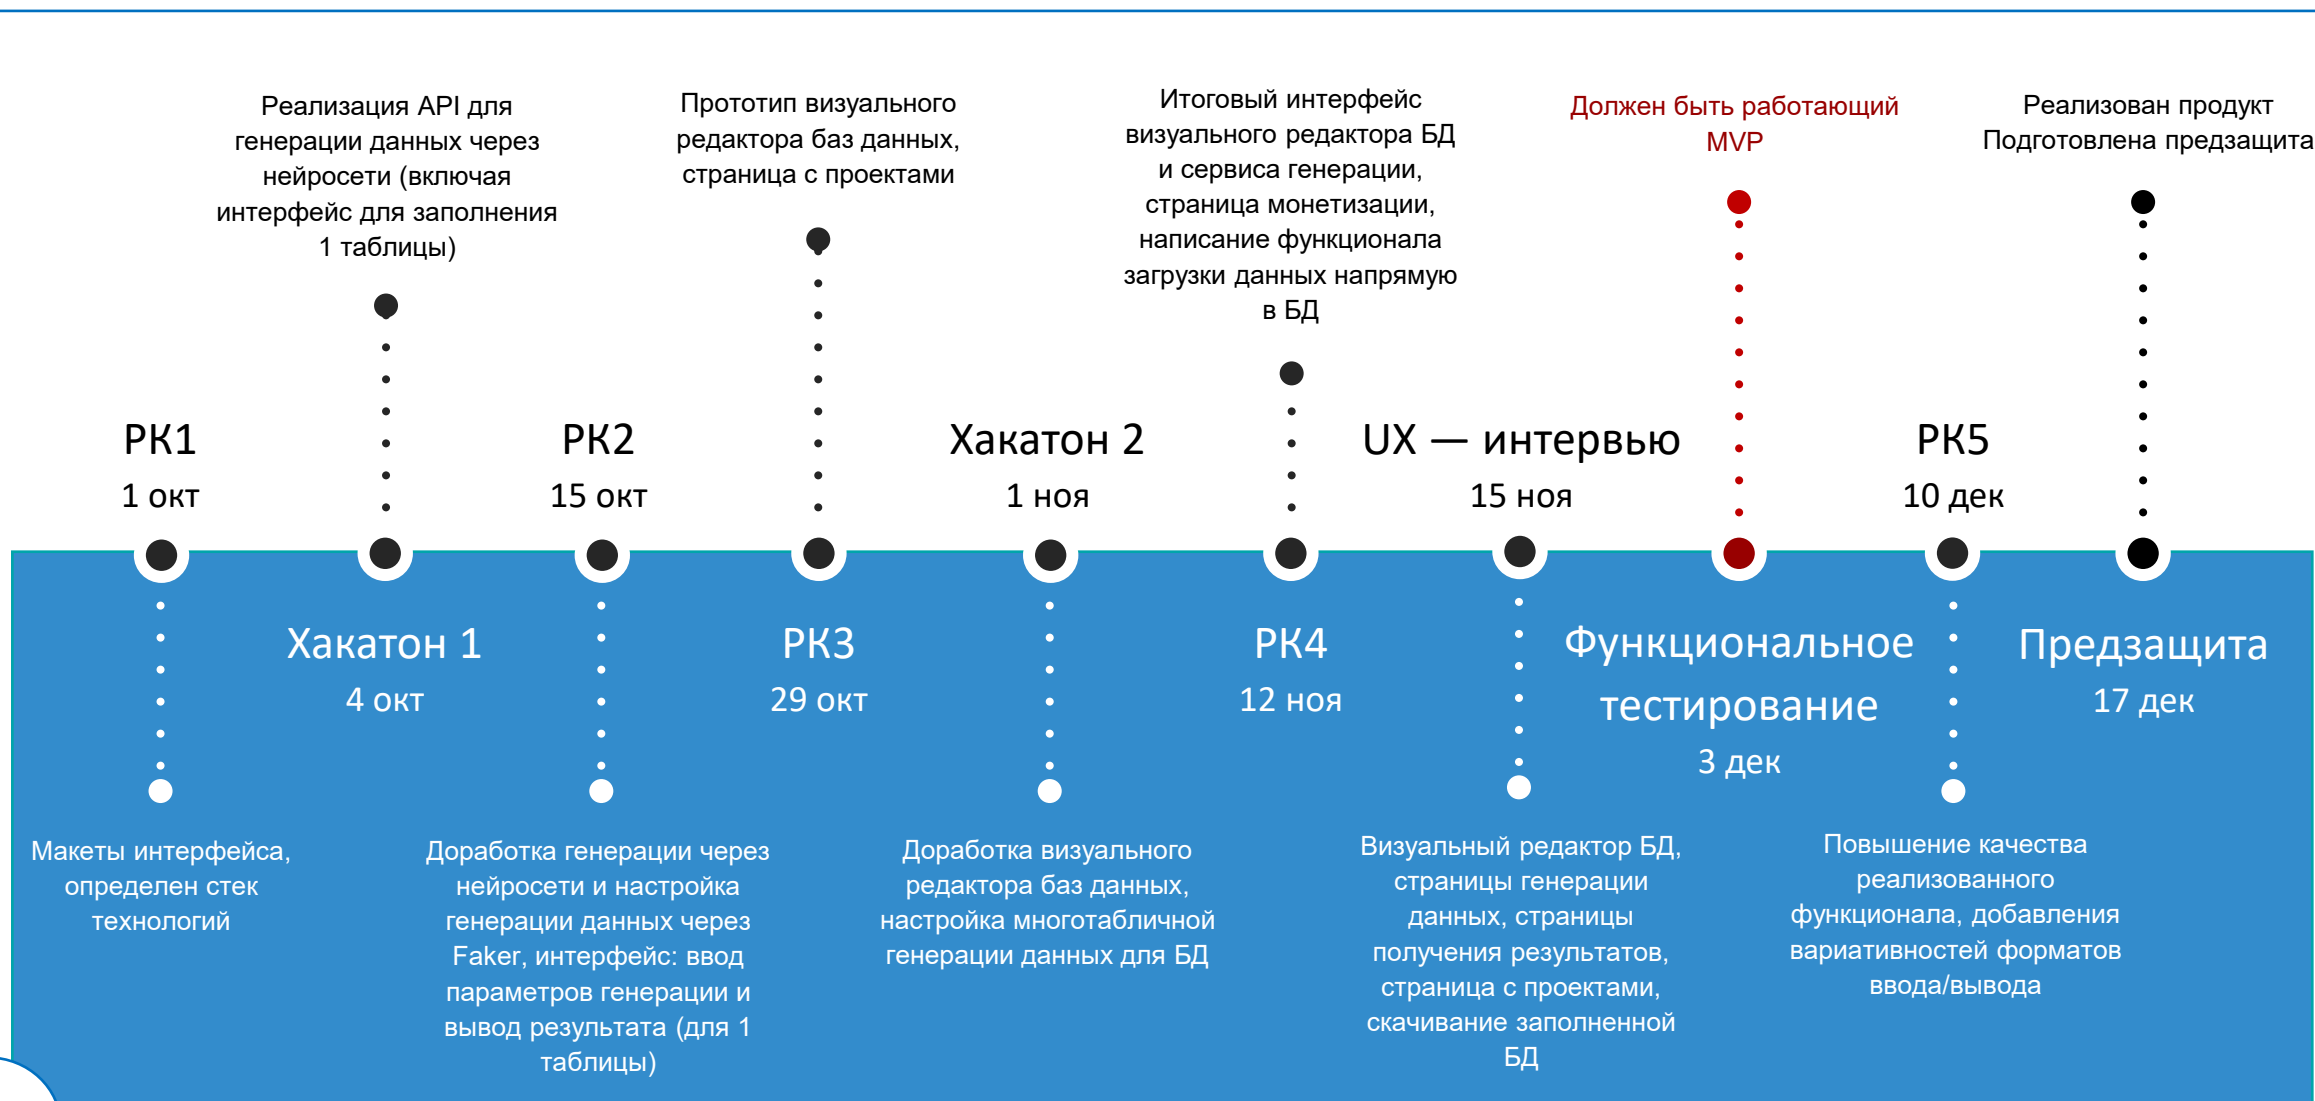 Реализация API для
генерации данных через
нейросети (включая
интерфейс для заполнения
1 таблицы)
Прототип визуального
редактора баз данных,
страница с проектами
Итоговый интерфейс
визуального редактора БД
и сервиса генерации,
страница монетизации,
написание функционала
загрузки данных напрямую
в БД
Должен быть работающий
MVP
Реализован продукт
Подготовлена предзащита
РК1
1 окт
РК2
15 окт
Хакатон 2
1 ноя
UX — интервью
15 ноя
РК5
10 дек
Хакатон 1
4 окт
РК3
29 окт
РК4
12 ноя
Функциональное
тестирование
3 дек
Предзащита
17 дек
Макеты интерфейса,
определен стек
технологий
Доработка генерации через
нейросети и настройка
генерации данных через
Faker, интерфейс: ввод
параметров генерации и
вывод результата (для 1
таблицы)
Доработка визуального
редактора баз данных,
настройка многотабличной
генерации данных для БД
Визуальный редактор БД,
страницы генерации
данных, страницы
получения результатов,
страница с проектами,
скачивание заполненной
БД
Повышение качества
реализованного
функционала, добавления
вариативностей форматов
ввода/вывода